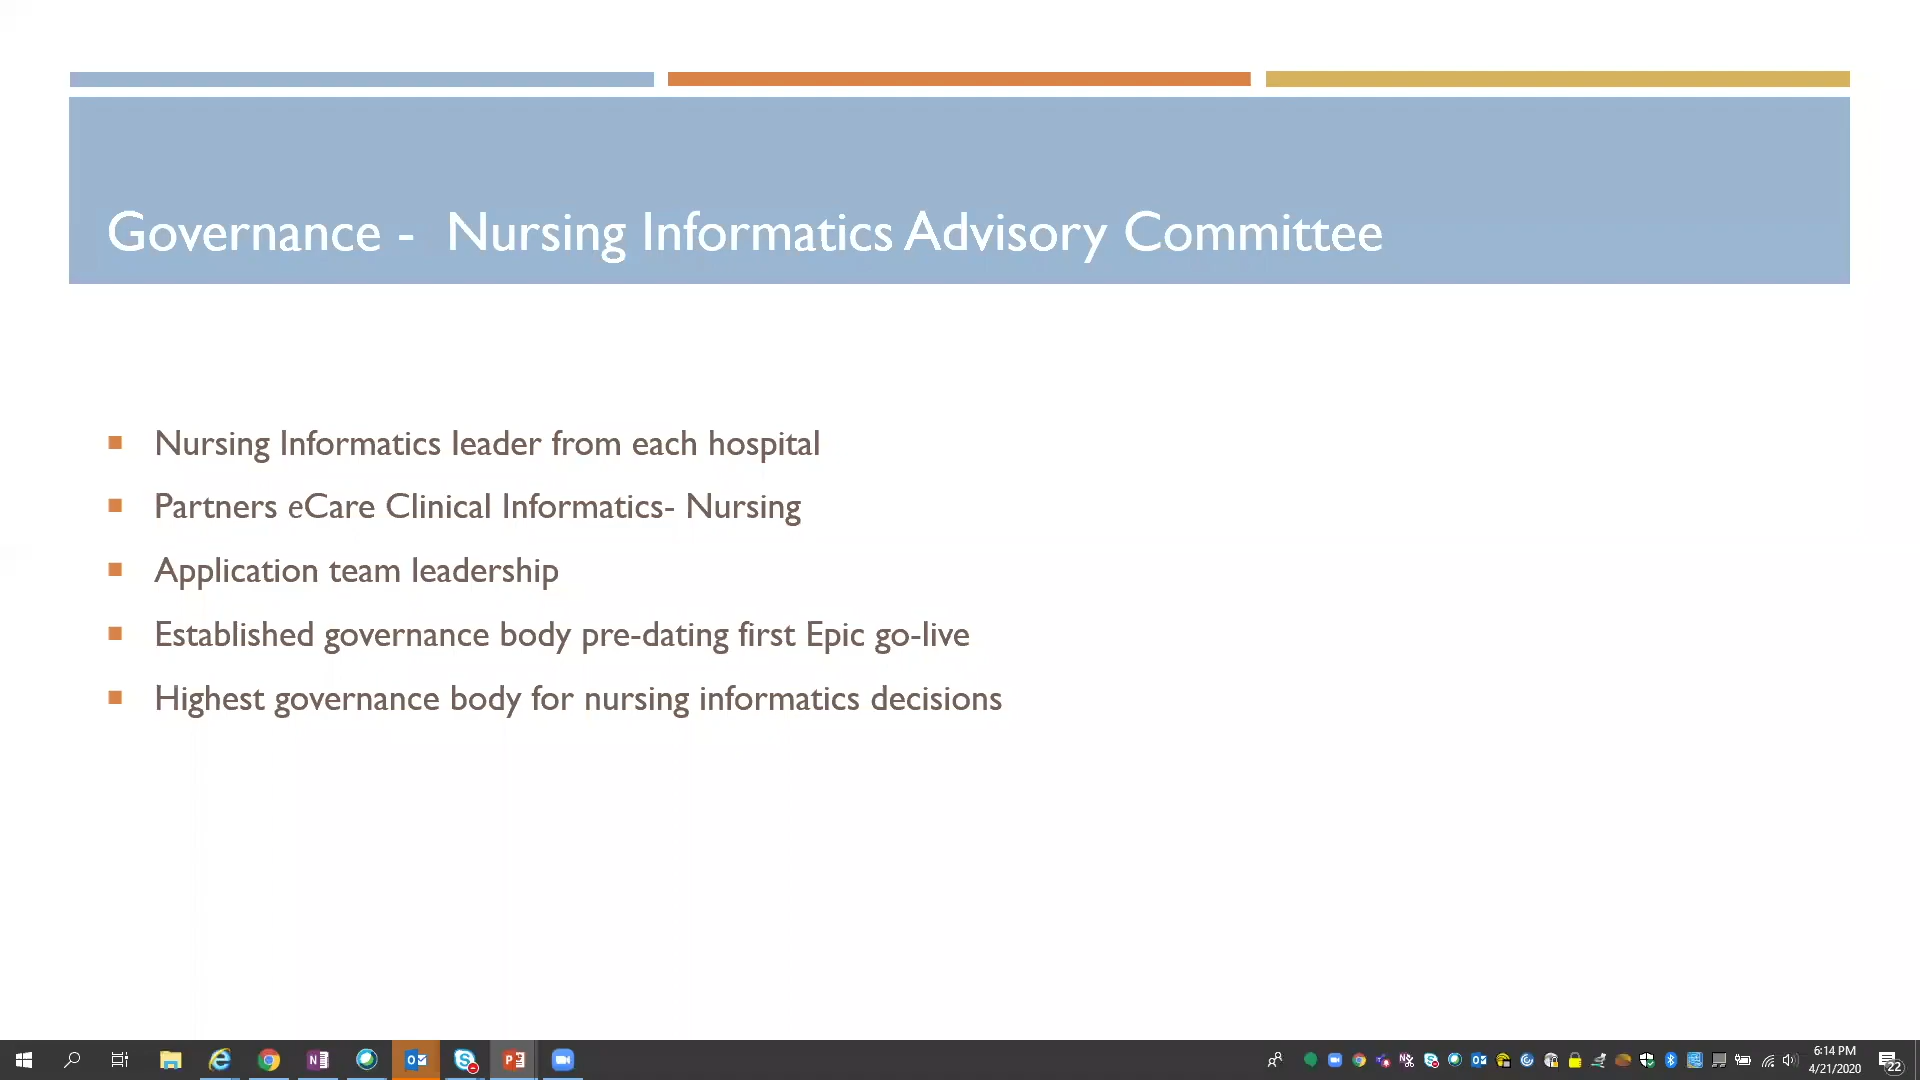 Governance - Nursing Informatics Advisory Committee
Nursing Informatics leader from each hospital
Partners eCare Clinical Informatics- Nursing
Application team leadership
Established governance body pre-dating first Epic go-live
Highest governance body for nursing informatics decisions
6:14 PM
4/21/2020
22